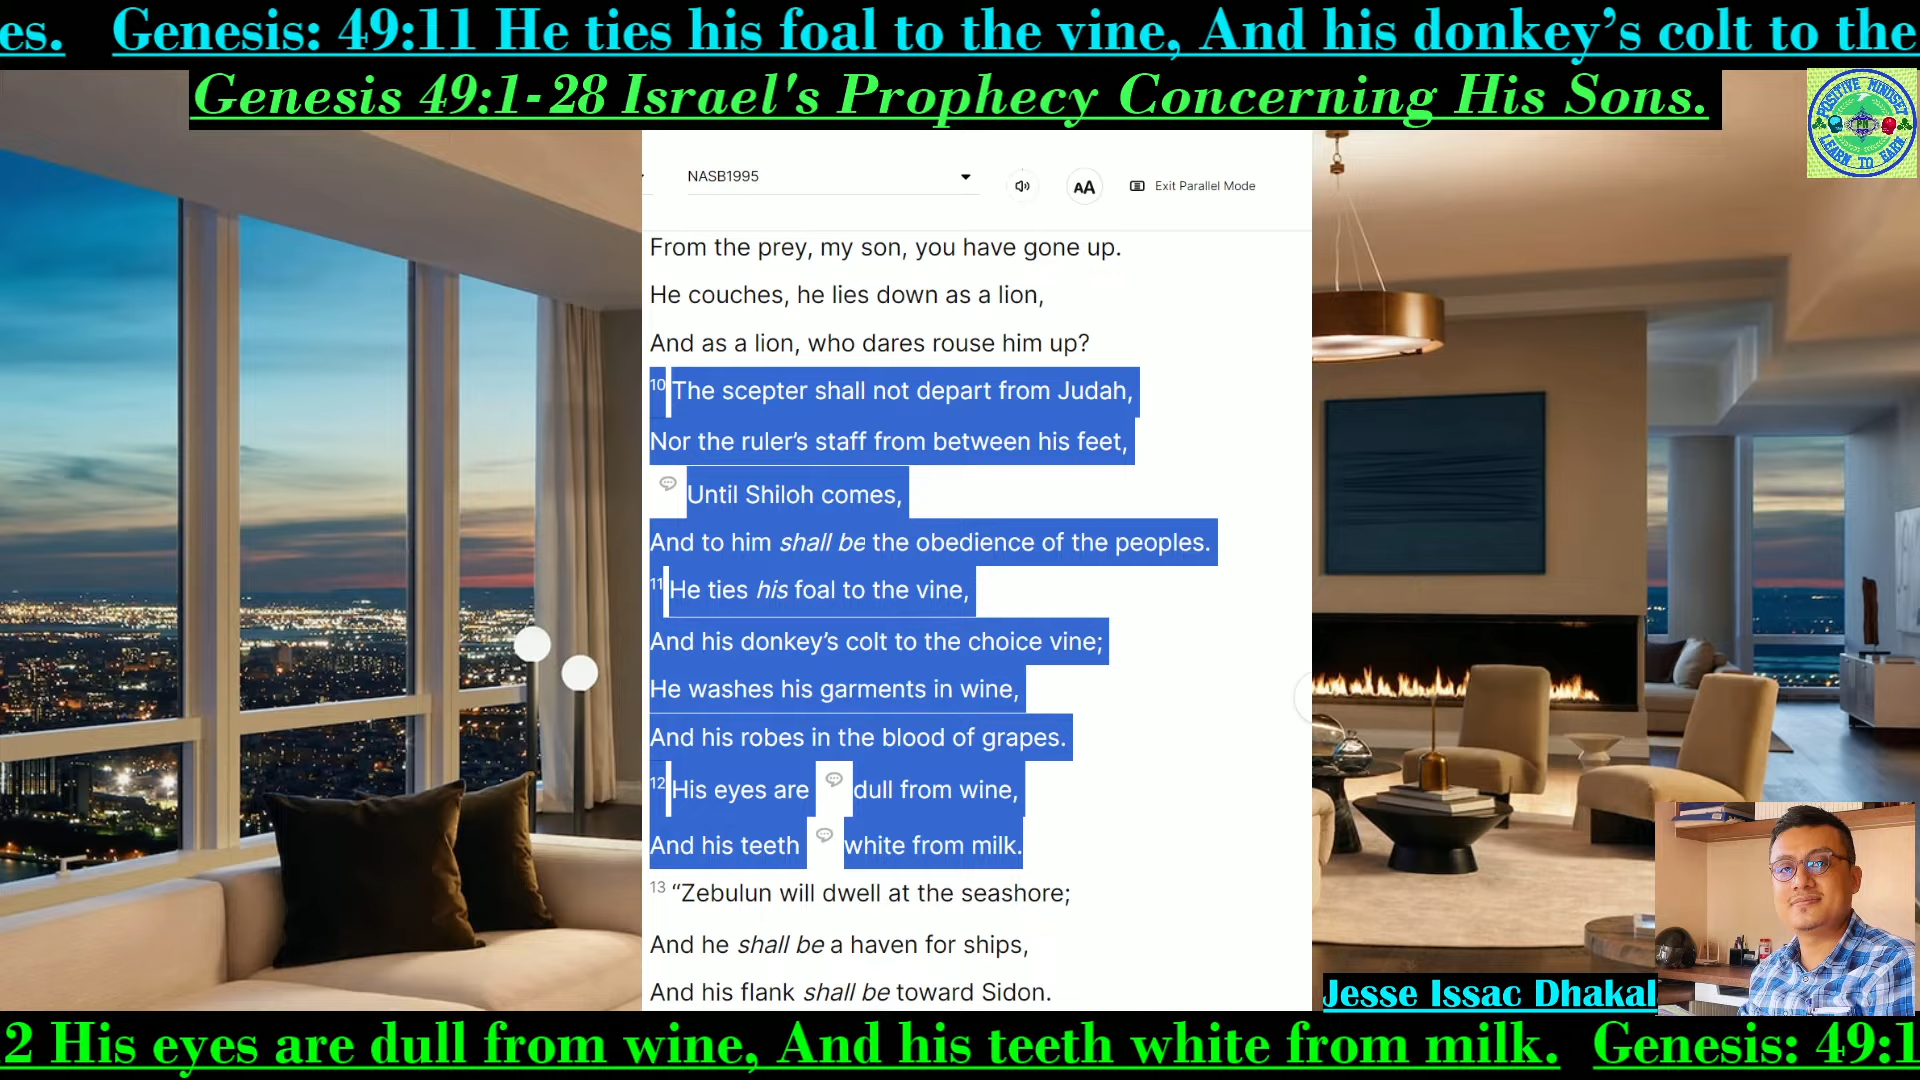 es. Genesis: 49:11 He ties his foal to the vine, And his donkey’s colt to the
Genesis 49:1-28 Israel's Prophecy Concerning His Sons.
POSITIVE MINDSET
LEARN TO EARN
NASB1995
AA
Exit Parallel Mode
From the prey, my son, you have gone up.
He couches, he lies down as a lion,
And as a lion, who dares rouse him up?
10 The scepter shall not depart from Judah,
Nor the ruler’s staff from between his feet,
Until Shiloh comes,
And to him shall be the obedience of the peoples.
11 He ties his foal to the vine,
And his donkey’s colt to the choice vine;
He washes his garments in wine,
And his robes in the blood of grapes.
12 His eyes are dull from wine,
And his teeth white from milk.
13 “Zebulun will dwell at the seashore;
And he shall be a haven for ships,
And his flank shall be toward Sidon.
Jesse Issac Dhakal
2 His eyes are dull from wine, And his teeth white from milk. Genesis: 49:1